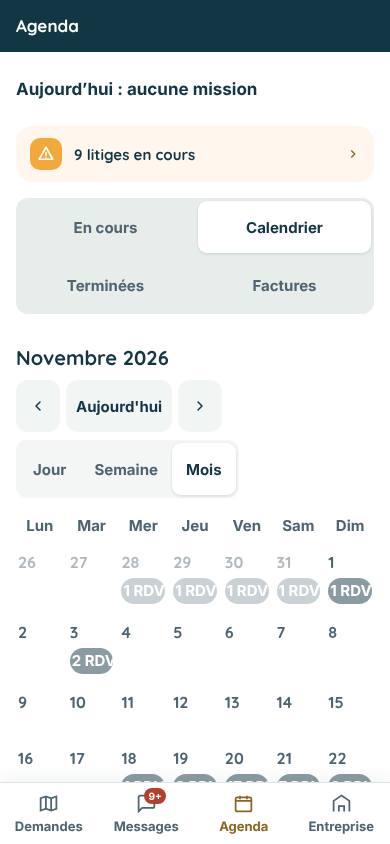 Agenda
Aujourd’hui : aucune mission
9 litiges en cours
En cours Calendrier
Terminées Factures
Novembre 2026
Aujourd'hui
Jour Semaine Mois
Lun Mar Mer Jeu Ven Sam Dim
26 27 28 29 30 31 1
1 RDV 1 RDV 1 RDV 1 RDV 1 RDV
2 3 4 5 6 7 8
2 RDV
9 10 11 12 13 14 15
16 17 18 19 20 21 22
9+
Demandes Messages Agenda Entreprise